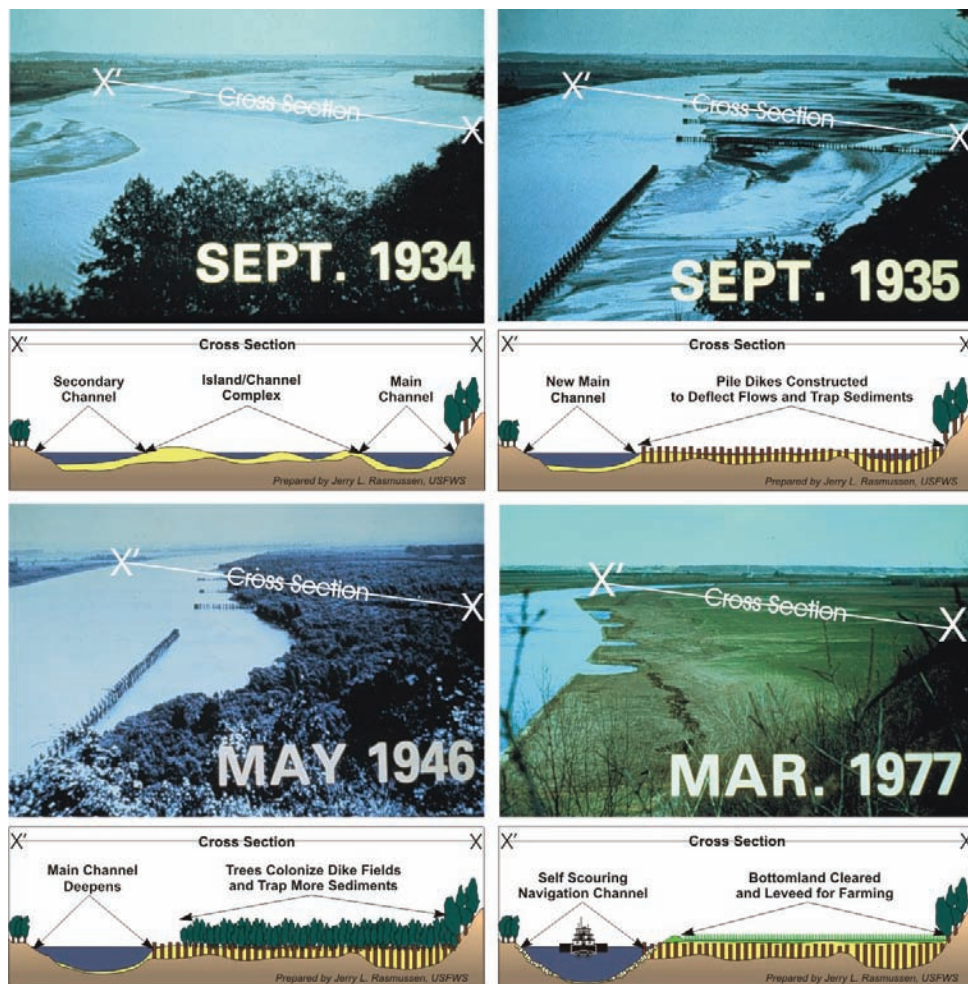 X'
Cross Section
X
SEPT. 1934
X'
Cross Section
X
SEPT. 1935
X'
Cross Section
X
Secondary
Channel
Island/Channel
Complex
Main
Channel
Prepared by Jerry L. Rasmussen, USFWS
X'
Cross Section
X
New Main
Channel
Pile Dikes Constructed
to Deflect Flows and Trap Sediments
Prepared by Jerry L. Rasmussen, USFWS
X'
Cross Section
X
MAY 1946
X'
Cross Section
X
MAR. 1977
X'
Cross Section
X
Main Channel
Deepens
Trees Colonize Dike Fields
and Trap More Sediments
Prepared by Jerry L. Rasmussen, USFWS
X'
Cross Section
X
Self Scouring
Navigation Channel
Bottomland Cleared
and Leveed for Farming
Prepared by Jerry L. Rasmussen, USFWS